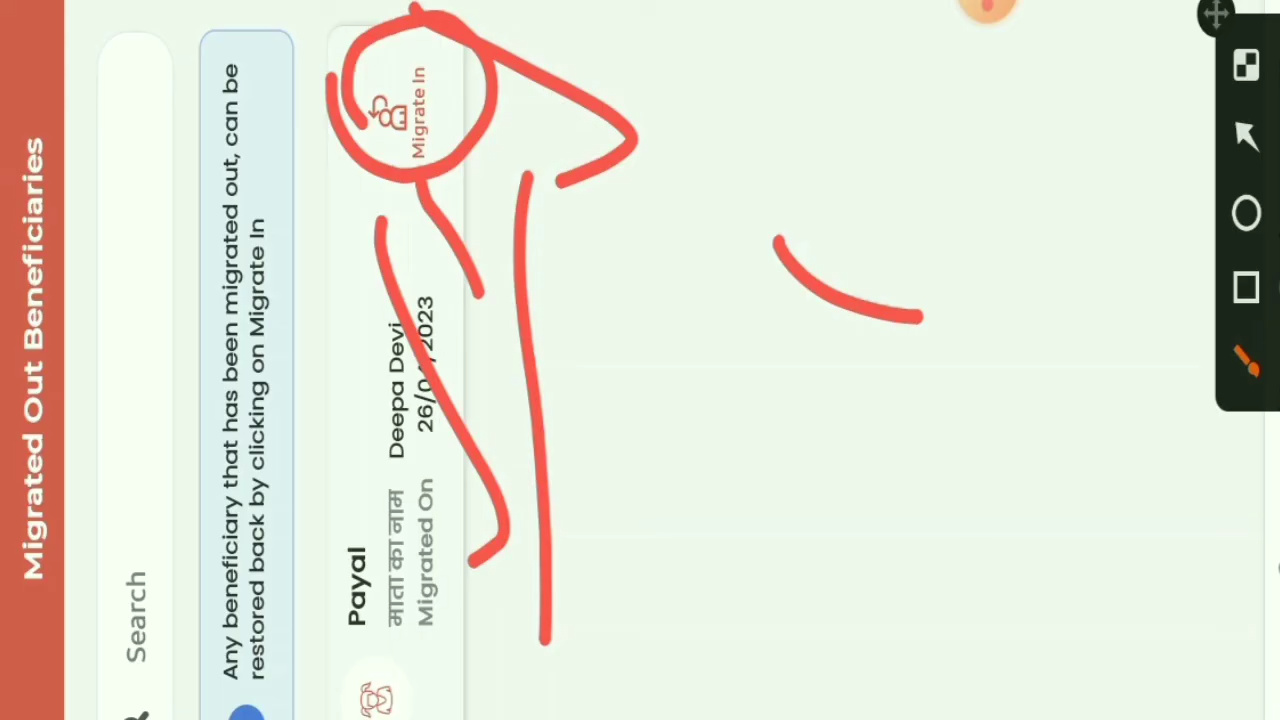 Migrated Out Beneficiaries
Search
Any beneficiary that has been migrated out, can be
restored back by clicking on Migrate In
Payal
माता का नाम Deepa Devi
Migrated On
Migrate In